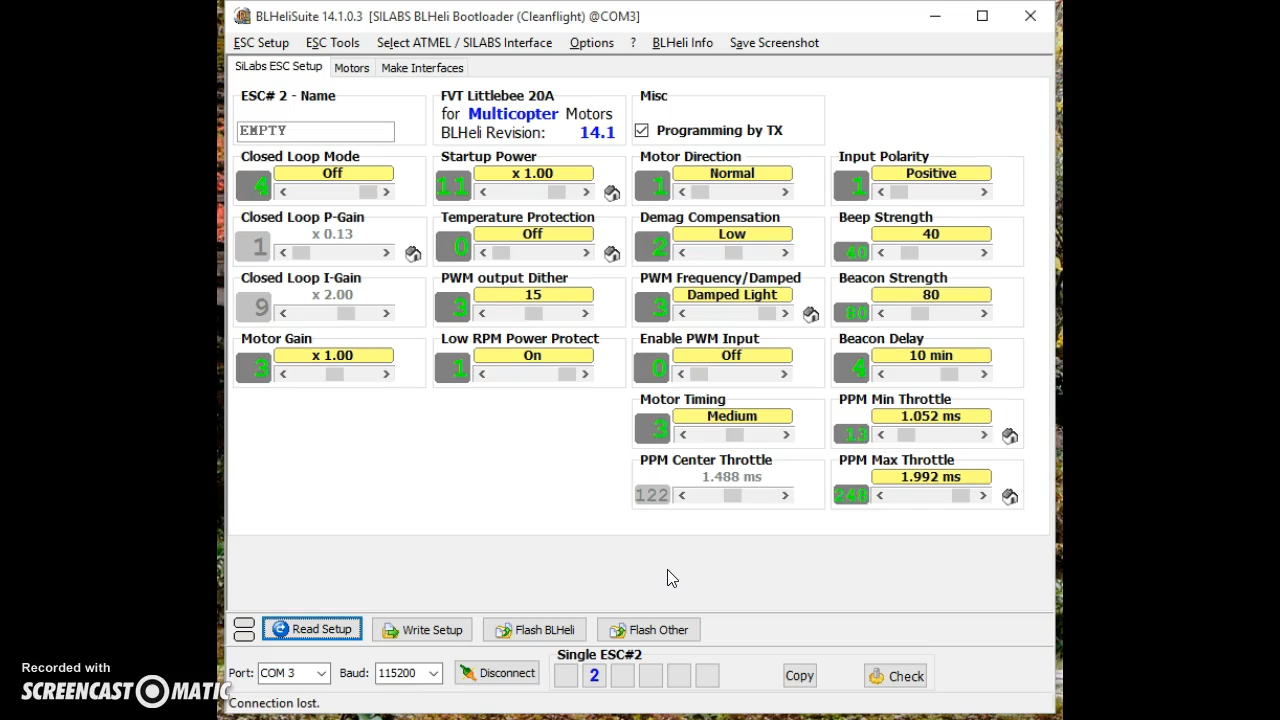 BLHeliSuite 14.1.0.3 [SILABS BLHeli Bootloader (Cleanflight) @COM3]
ESC Setup ESC Tools Select ATMEL / SILABS Interface Options ? BLHeli Info Save Screenshot
SiLabs ESC Setup Motors Make Interfaces
ESC# 2 - Name
EMPTY
FVT Littlebee 20A
for Multicopter Motors
BLHeli Revision: 14.1
Misc
Programming by TX
Closed Loop Mode
Off
4
Startup Power
x 1.00
11
Motor Direction
Normal
1
Input Polarity
Positive
1
Closed Loop P-Gain
x 0.13
1
Temperature Protection
Off
0
Demag Compensation
Low
2
Beep Strength
40
40
Closed Loop I-Gain
x 2.00
9
PWM output Dither
15
3
PWM Frequency/Damped
Damped Light
3
Beacon Strength
80
80
Motor Gain
x 1.00
3
Low RPM Power Protect
On
1
Enable PWM Input
Off
0
Beacon Delay
10 min
4
Motor Timing
Medium
3
PPM Min Throttle
1.052 ms
13
PPM Center Throttle
1.488 ms
122
PPM Max Throttle
1.992 ms
248
Read Setup Write Setup Flash BLHeli Flash Other
Single ESC#2
Port: COM 3 Baud: 115200 Disconnect 2 Copy Check
Connection lost.
Recorded with
SCREENCAST-O-MATIC